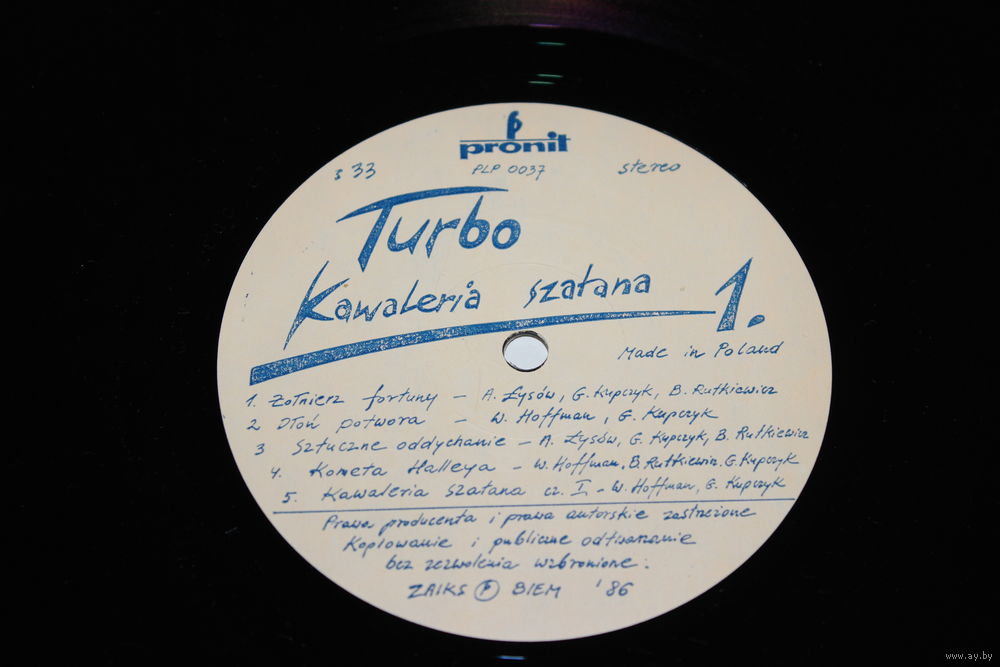 pronit
s 33 PLP 0037 stereo
Turbo
Kawaleria szatana 1.
Made in Poland
1. Żołnierz fortuny - A. Łysów, G. Kupczyk, B. Rutkiewicz
2 Dłoń potwora - W. Hoffman, G. Kupczyk
3 Sztuczne oddychanie - A. Łysów, G. Kupczyk, B. Rutkiewicz
4. Kometa Halleya - W. Hoffman, B. Rutkiewicz. G. Kupczyk
5. Kawaleria Szatana cz. I - W. Hoffman, G. Kupczyk
Prawa producenta i prawa autorskie zastrzeżone
Kopiowanie i publiczne odtwarzanie
bez zezwolenia wzbronione.
ZAIKS Ⓟ BIEM '86
www.ay.by